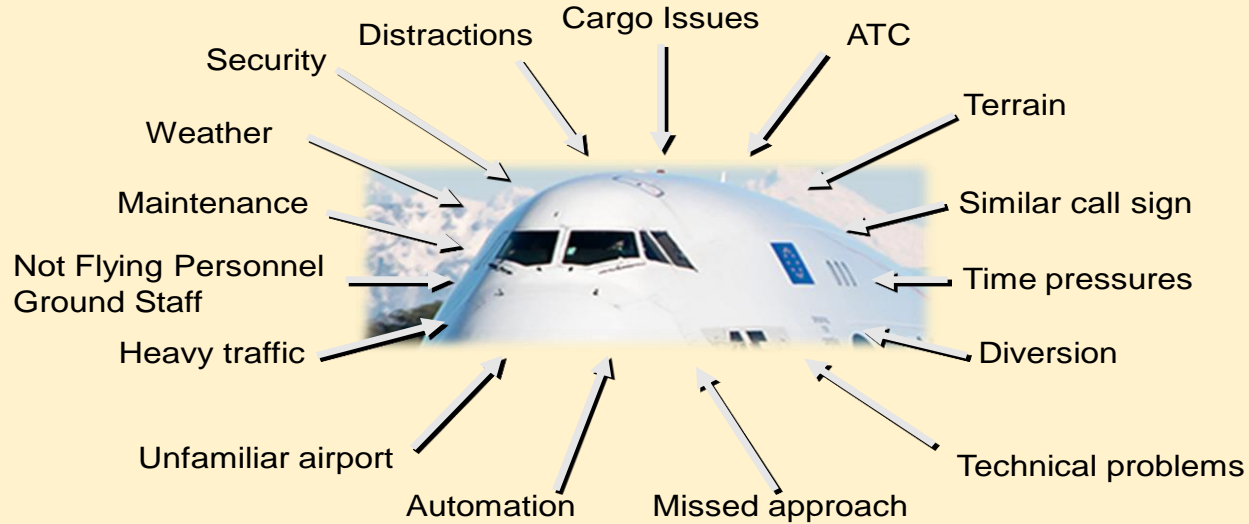 Cargo Issues
Distractions
ATC
Security
Terrain
Weather
Maintenance
Similar call sign
Not Flying Personnel
Ground Staff
Time pressures
Heavy traffic
Diversion
Unfamiliar airport
Technical problems
Automation
Missed approach